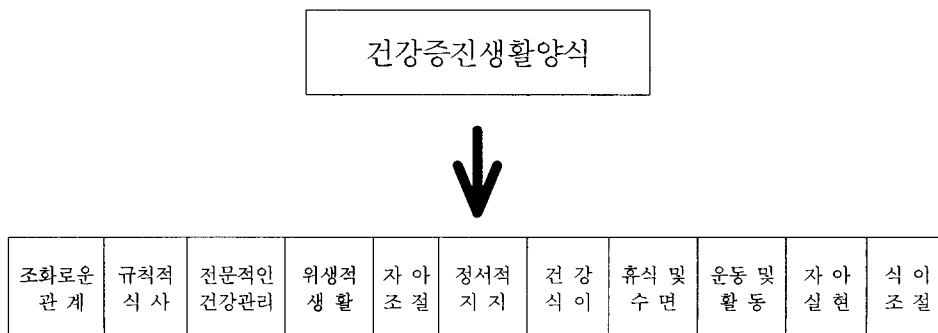 건강증진생활양식
조화로운 관 계
규칙적 식 사
전문적인 건강관리
위생적 생 활
자 아 조 절
정서적 지 지
건 강 식 이
휴식 및 수 면
운동 및 활 동
자 아 실 현
식 이 조 절